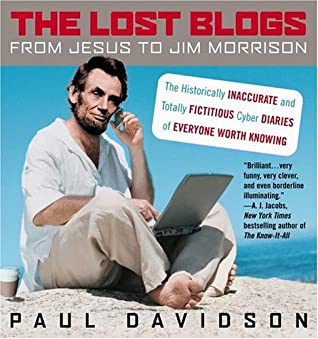 THE LOST BLOGS
FROM JESUS TO JIM MORRISON
The Historically INACCURATE and
Totally FICTITIOUS Cyber DIARIES
of EVERYONE WORTH KNOWING
"Brilliant...very
funny, very clever,
and even borderline
illuminating."
—A. J. Jacobs,
New York Times
bestselling author of
The Know-It-All
PAUL DAVIDSON